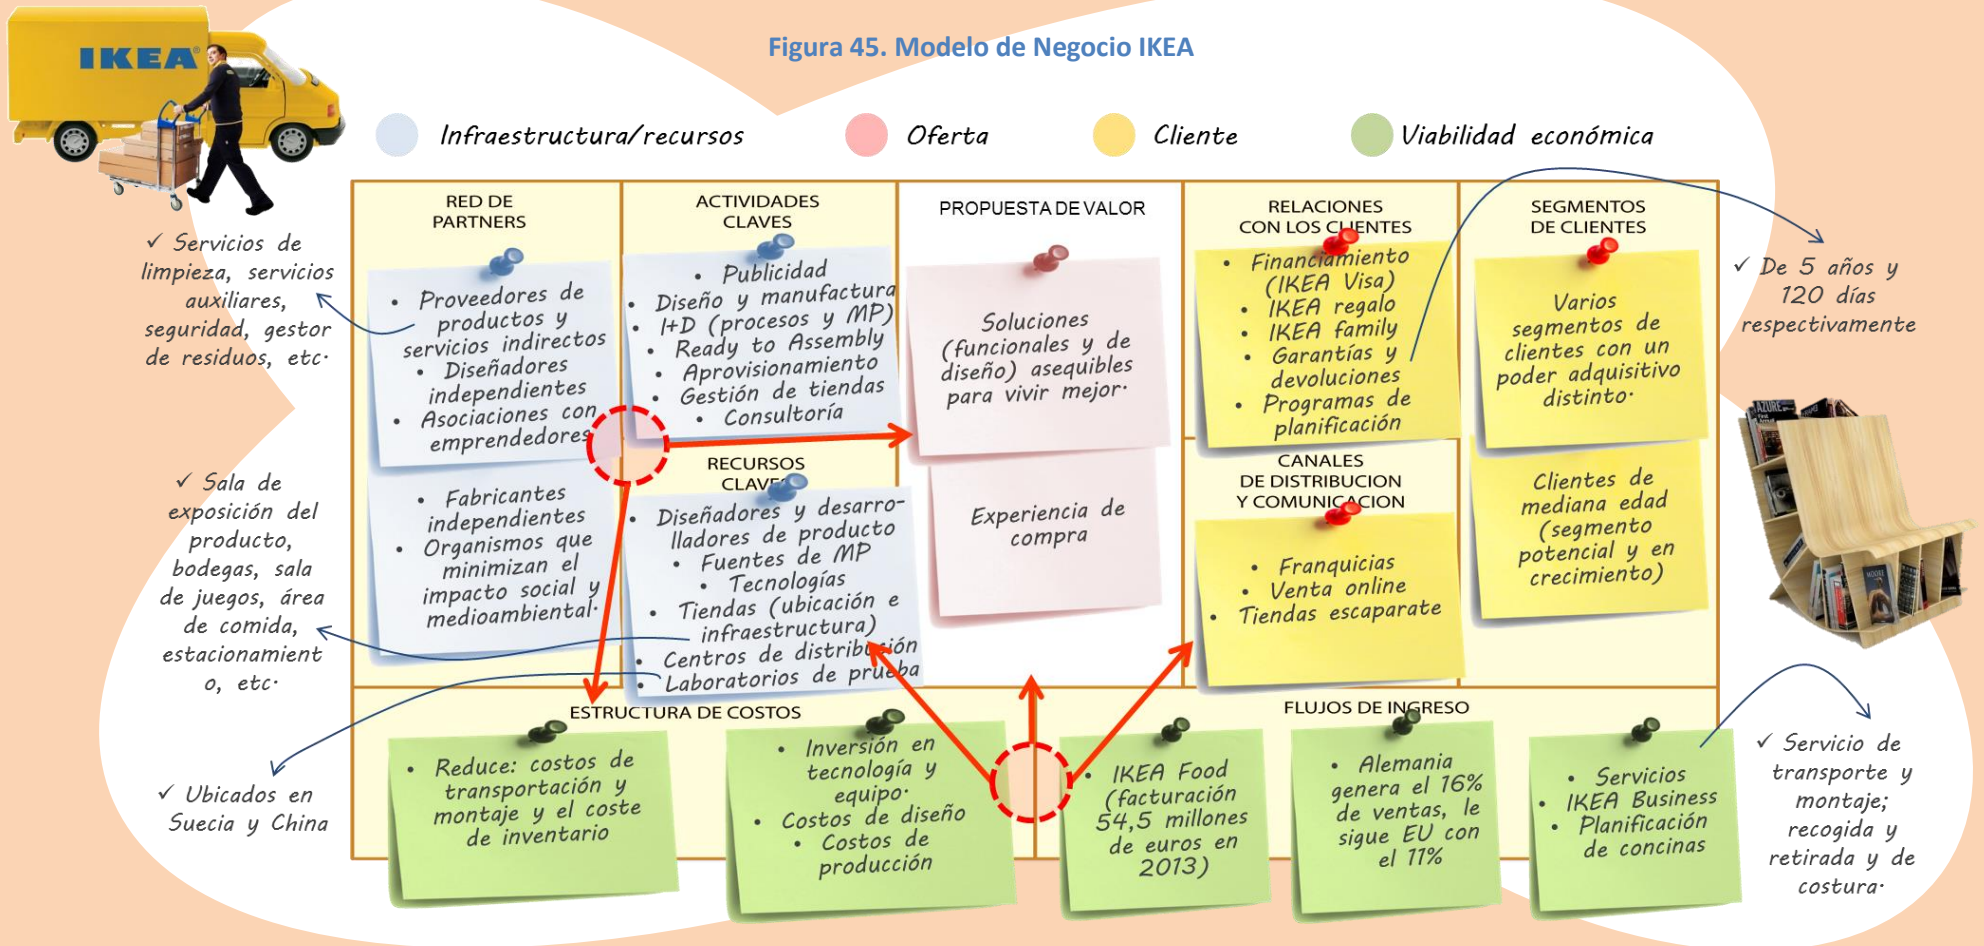 IKEA
Figura 45. Modelo de Negocio IKEA
Infraestructura/recursos
Oferta
Cliente
Viabilidad económica
RED DE
PARTNERS
• Proveedores de
productos y
servicios indirectos
• Diseñadores
independientes
• Asociaciones con
emprendedores
• Fabricantes
independientes
• Organismos que
minimizan el
impacto social y
medioambiental.
ACTIVIDADES
CLAVES
• Publicidad
• Diseño y manufactura
• I+D (procesos y MP)
• Ready to Assembly
• Aprovisionamiento
• Gestión de tiendas
• Consultoría
RECURSOS
CLAVES
• Diseñadores y desarro-
lladores de producto
• Fuentes de MP
• Tecnologías
• Tiendas (ubicación e
infraestructura)
• Centros de distribución
• Laboratorios de prueba
PROPUESTA DE VALOR
Soluciones
(funcionales y de
diseño) asequibles
para vivir mejor.
Experiencia de
compra
RELACIONES
CON LOS CLIENTES
• Financiamiento
(IKEA Visa)
• IKEA regalo
• IKEA family
• Garantías y
devoluciones
• Programas de
planificación
CANALES
DE DISTRIBUCION
Y COMUNICACION
• Franquicias
• Venta online
• Tiendas escaparate
SEGMENTOS
DE CLIENTES
Varios
segmentos de
clientes con un
poder adquisitivo
distinto.
Clientes de
mediana edad
(segmento
potencial y en
crecimiento)
ESTRUCTURA DE COSTOS
• Reduce: costos de
transportación y
montaje y el coste
de inventario
• Inversión en
tecnología y
equipo.
• Costos de diseño
• Costos de
producción
FLUJOS DE INGRESO
• IKEA Food
(facturación
54,5 millones
de euros en
2013)
• Alemania
genera el 16%
de ventas, le
sigue EU con
el 11%
• Servicios
• IKEA Business
• Planificación
de concinas
✓ Servicios de
limpieza, servicios
auxiliares,
seguridad, gestor
de residuos, etc.
✓ Sala de
exposición del
producto,
bodegas, sala
de juegos, área
de comida,
estacionamient
o, etc.
✓ Ubicados en
Suecia y China
✓ De 5 años y
120 días
respectivamente
AZURE
✓ Servicio de
transporte y
montaje;
recogida y
retirada y de
costura.